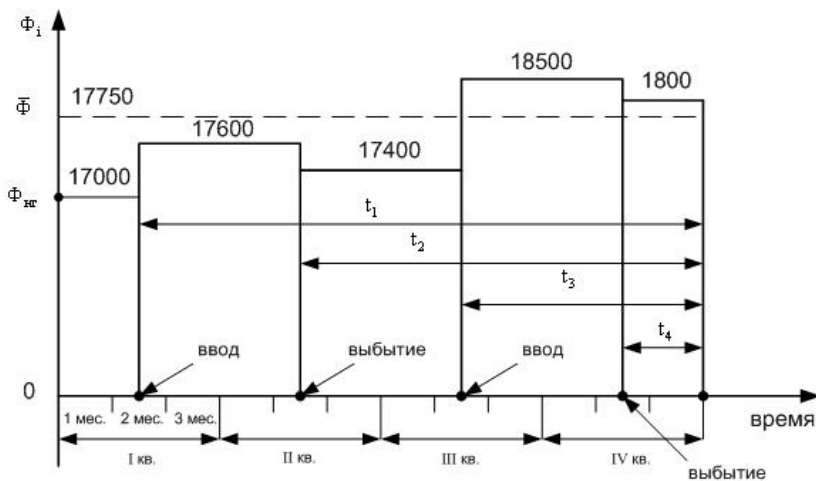 Φi
18500
1800
Φ̄
17750
17600
17400
17000
Φнг
t1
t2
t3
t4
ввод
выбытие
ввод
0
1 мес. 2 мес. 3 мес.
время
I кв. II кв. III кв. IV кв.
выбытие